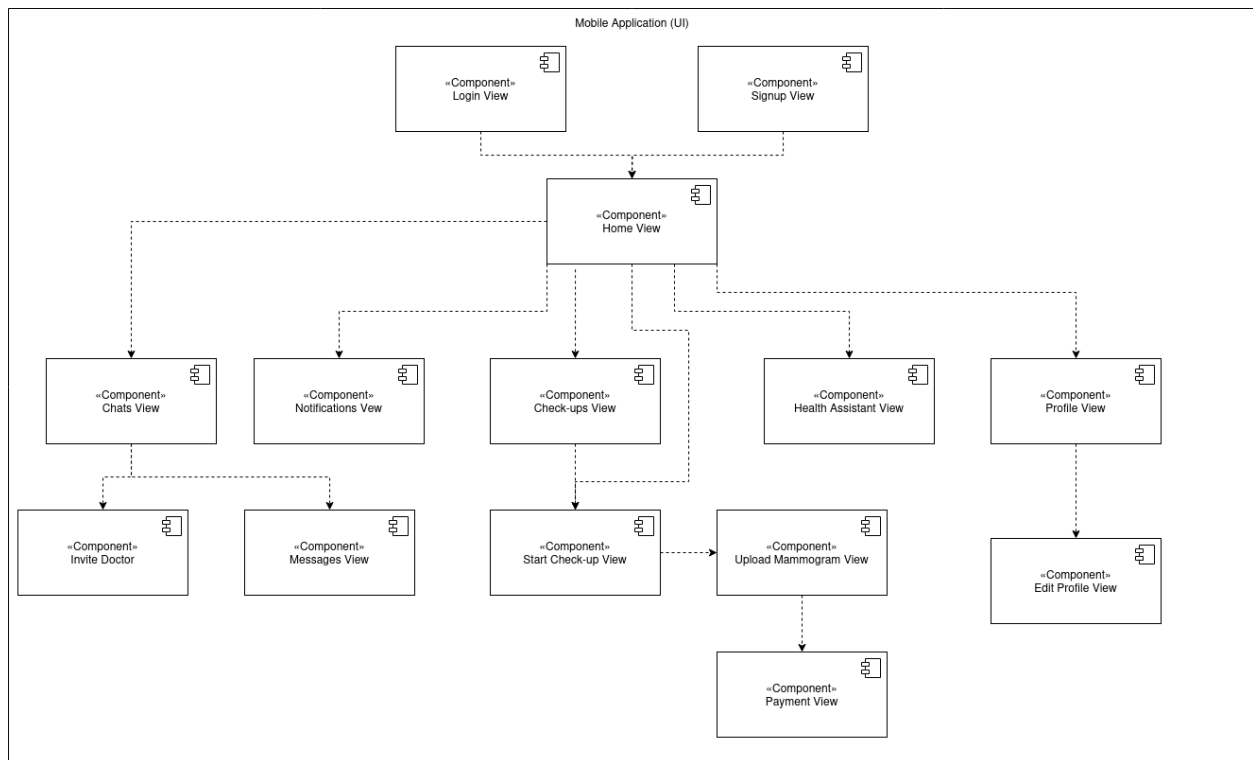 Mobile Application (UI)
«Component»
Login View
«Component»
Signup View
«Component»
Home View
«Component»
Chats View
«Component»
Notifications Vew
«Component»
Check-ups View
«Component»
Health Assistant View
«Component»
Profile View
«Component»
Invite Doctor
«Component»
Messages View
«Component»
Start Check-up View
«Component»
Upload Mammogram View
«Component»
Edit Profile View
«Component»
Payment View